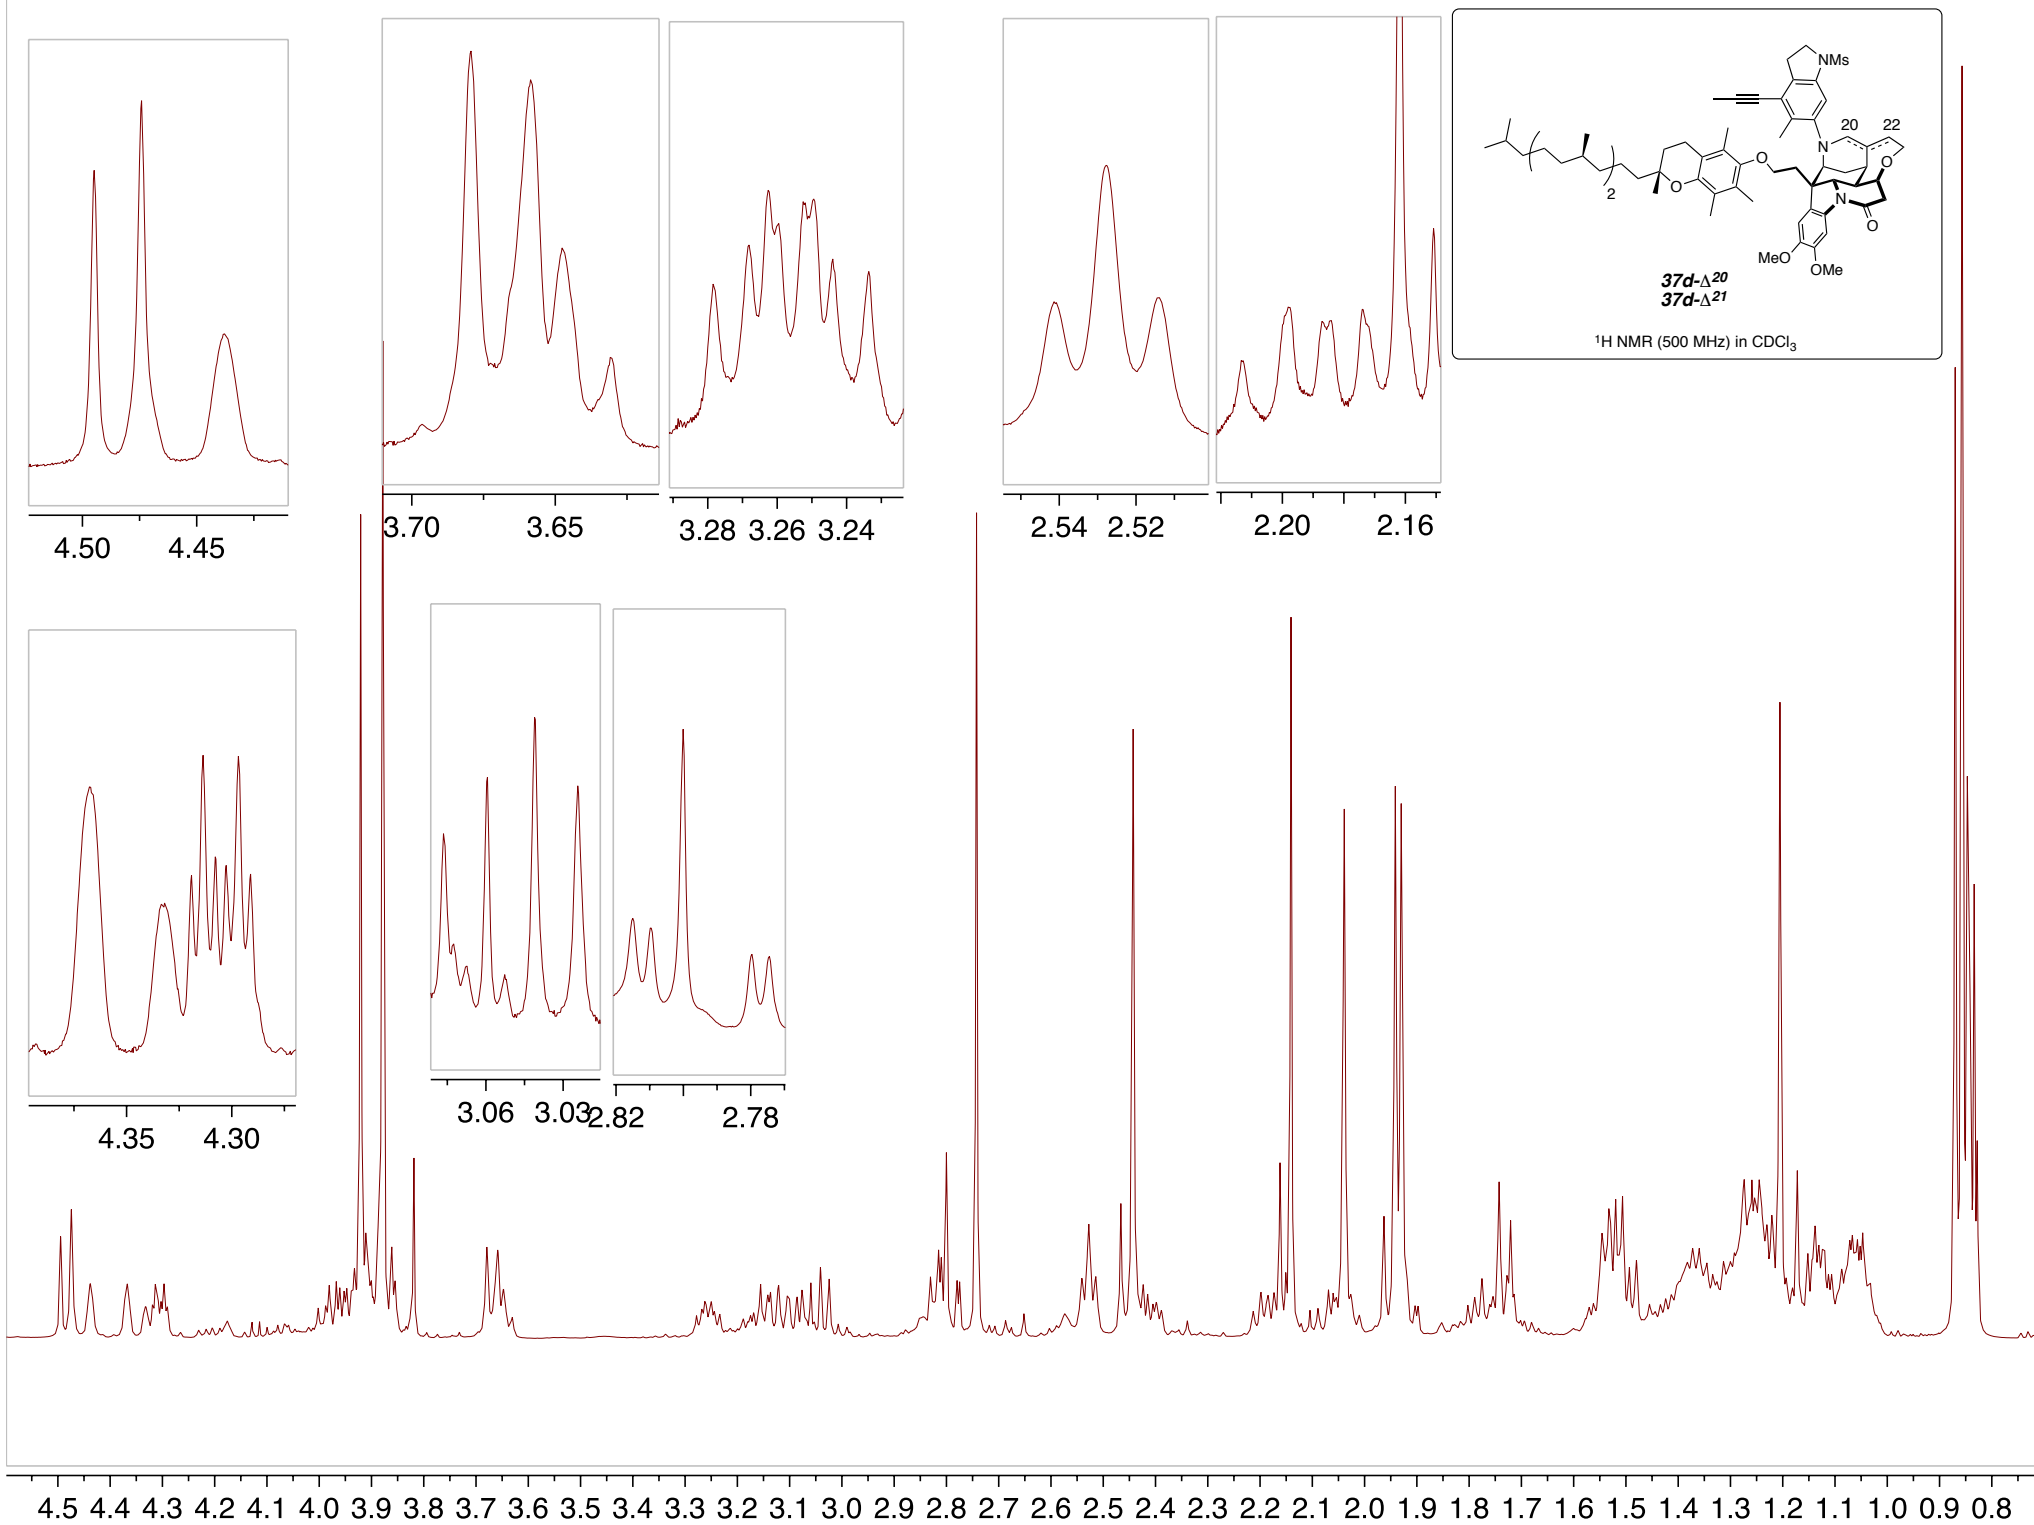 4.50 4.45
3.70 3.65
3.28 3.26 3.24
2.54 2.52
2.20 2.16
NMs
20 22
N
O
O
O
2
N
O
MeO
OMe
37d-Δ²⁰
37d-Δ²¹
¹H NMR (500 MHz) in CDCl₃
4.35 4.30
3.06 3.03
2.82 2.78
4.5 4.4 4.3 4.2 4.1 4.0 3.9 3.8 3.7 3.6 3.5 3.4 3.3 3.2 3.1 3.0 2.9 2.8 2.7 2.6 2.5 2.4 2.3 2.2 2.1 2.0 1.9 1.8 1.7 1.6 1.5 1.4 1.3 1.2 1.1 1.0 0.9 0.8